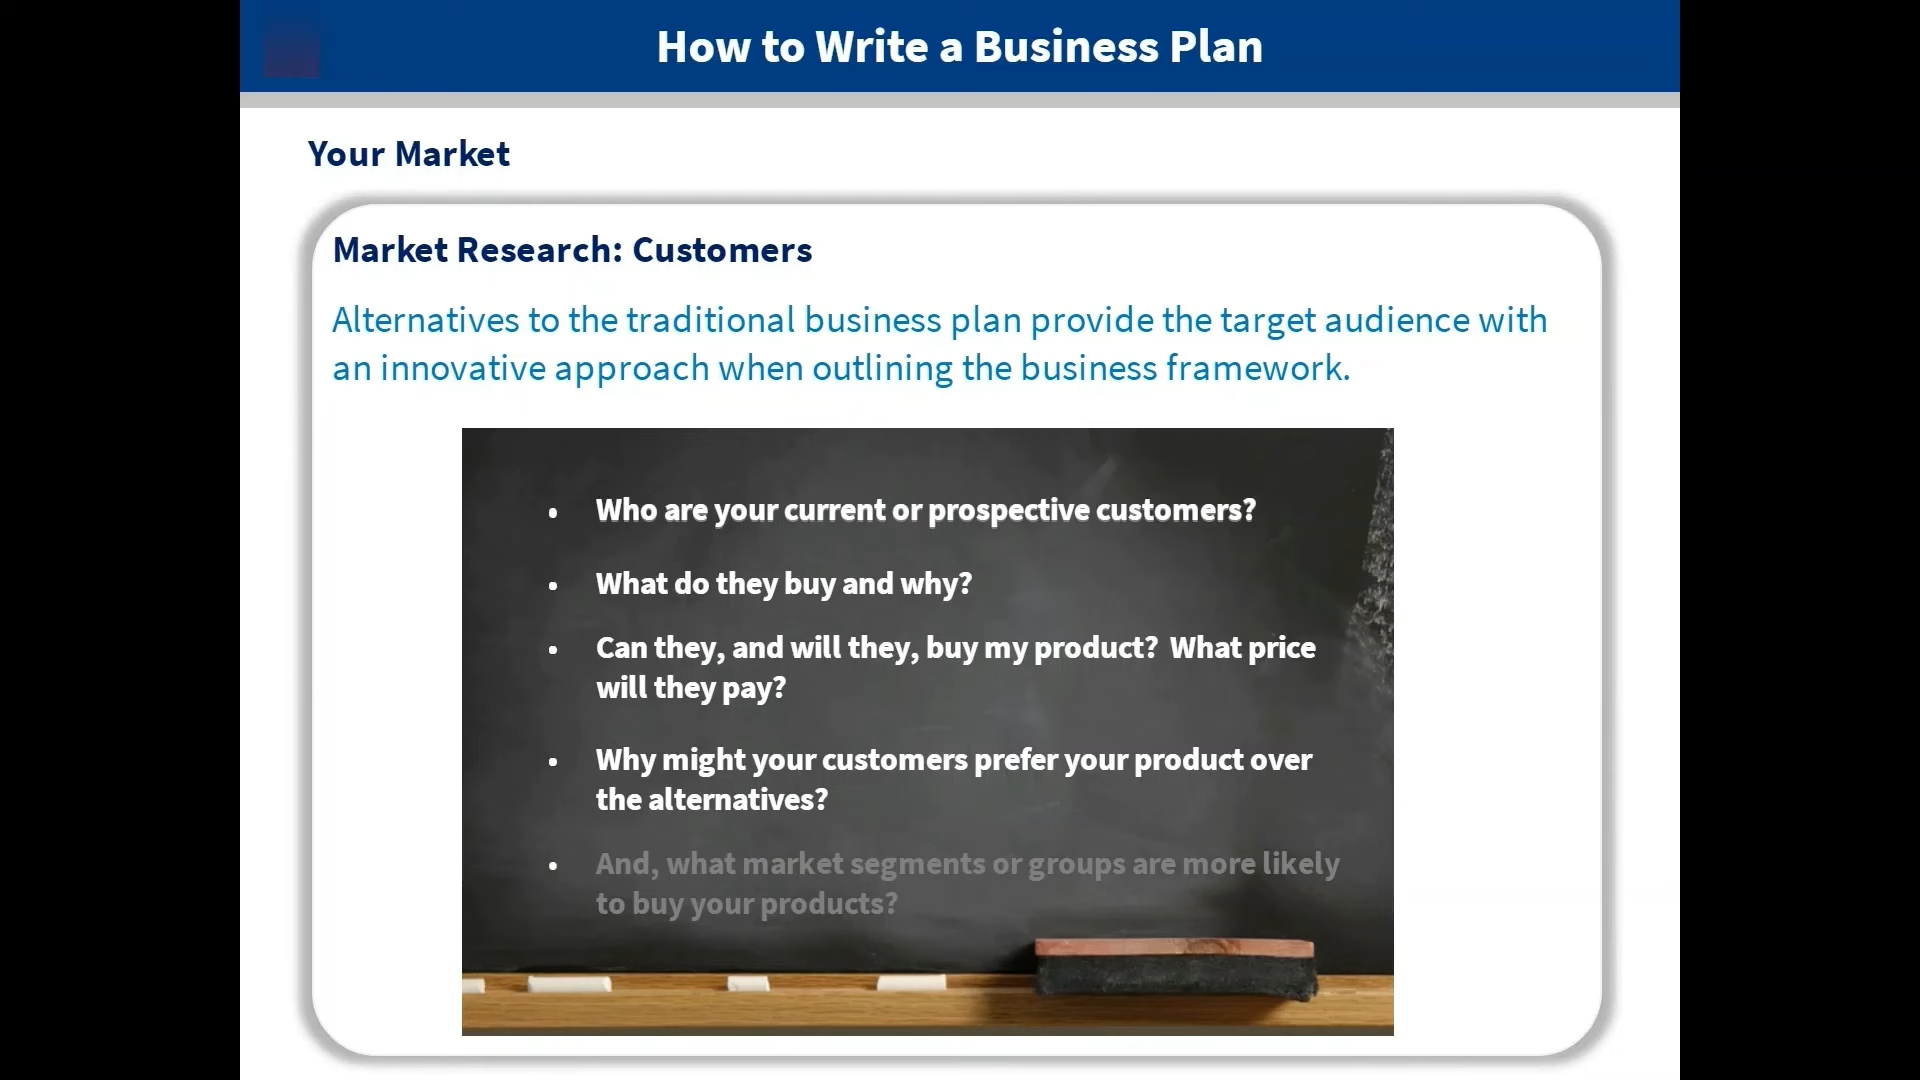 How to Write a Business Plan
Your Market
Market Research: Customers
Alternatives to the traditional business plan provide the target audience with
an innovative approach when outlining the business framework.
• Who are your current or prospective customers?
• What do they buy and why?
• Can they, and will they, buy my product?  What price
will they pay?
• Why might your customers prefer your product over
the alternatives?
• And, what market segments or groups are more likely
to buy your products?